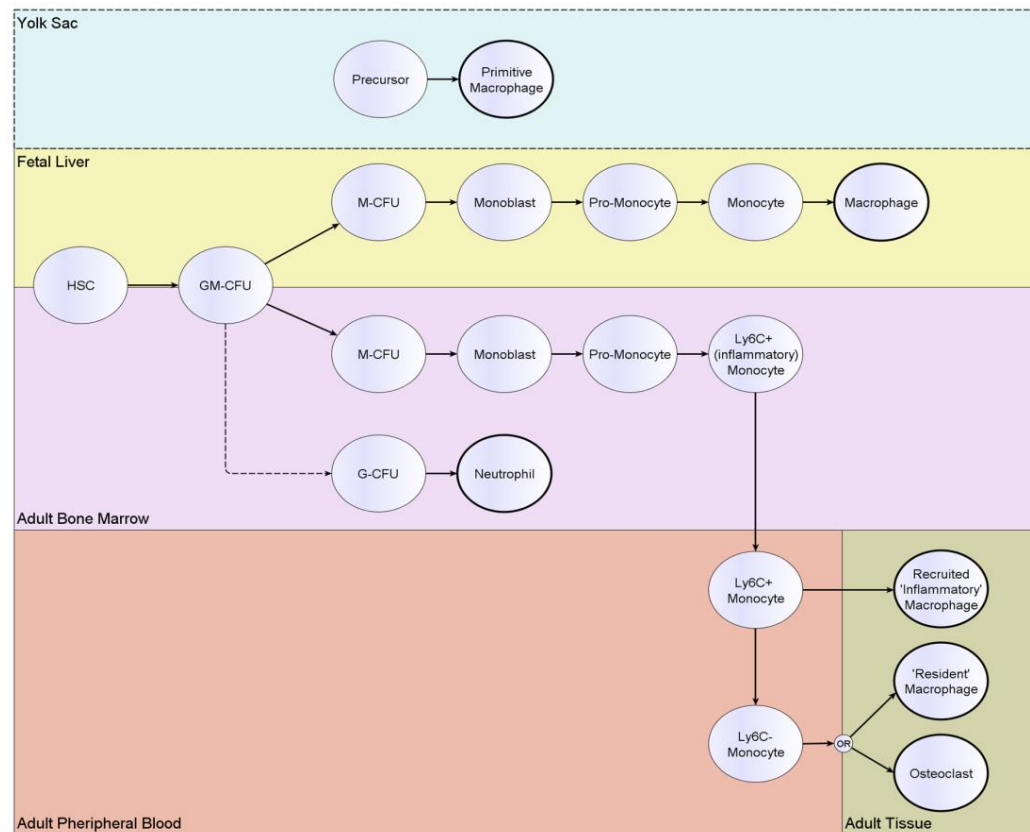 Yolk Sac
Precursor
Primitive
Macrophage
Fetal Liver
M-CFU
Monoblast
Pro-Monocyte
Monocyte
Macrophage
HSC
GM-CFU
M-CFU
Monoblast
Pro-Monocyte
Ly6C+
(inflammatory)
Monocyte
G-CFU
Neutrophil
Adult Bone Marrow
Ly6C+
Monocyte
Recruited
'Inflammatory'
Macrophage
'Resident'
Macrophage
Ly6C-
Monocyte
OR
Osteoclast
Adult Pheripheral Blood
Adult Tissue